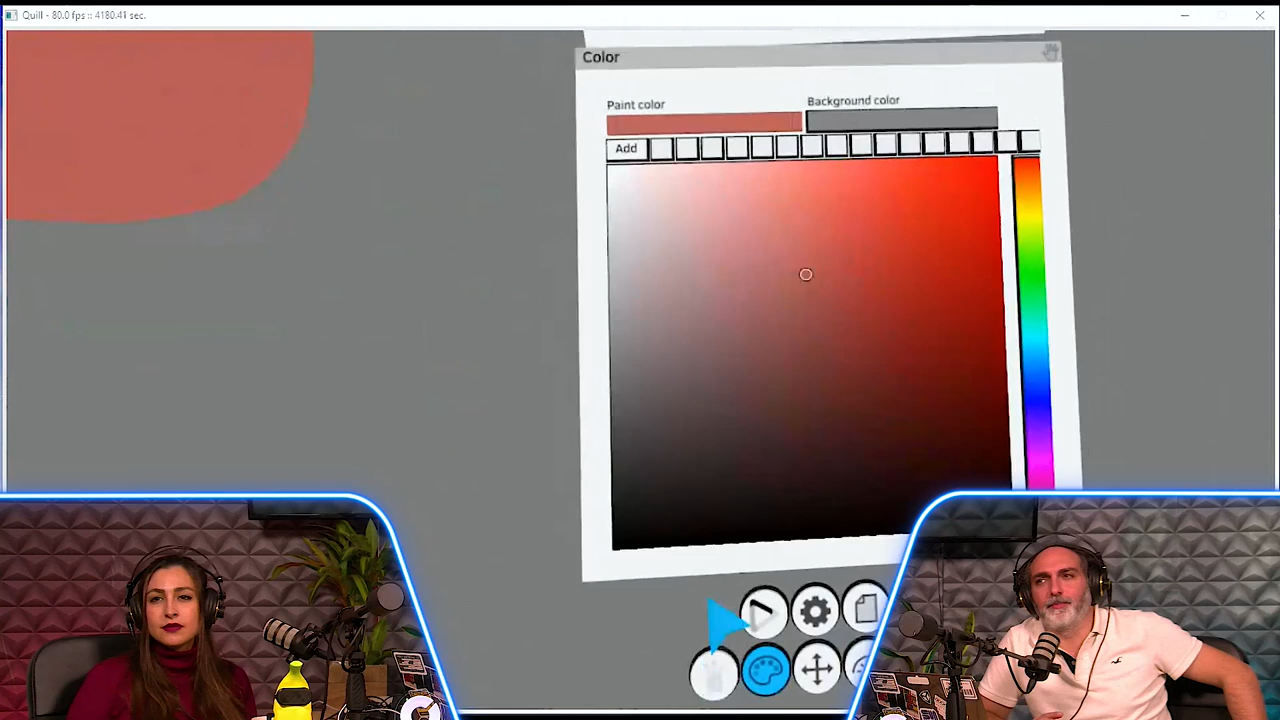 Quill - 80.0 fps :: 4180.41 sec.
Color
Paint color
Background color
Add